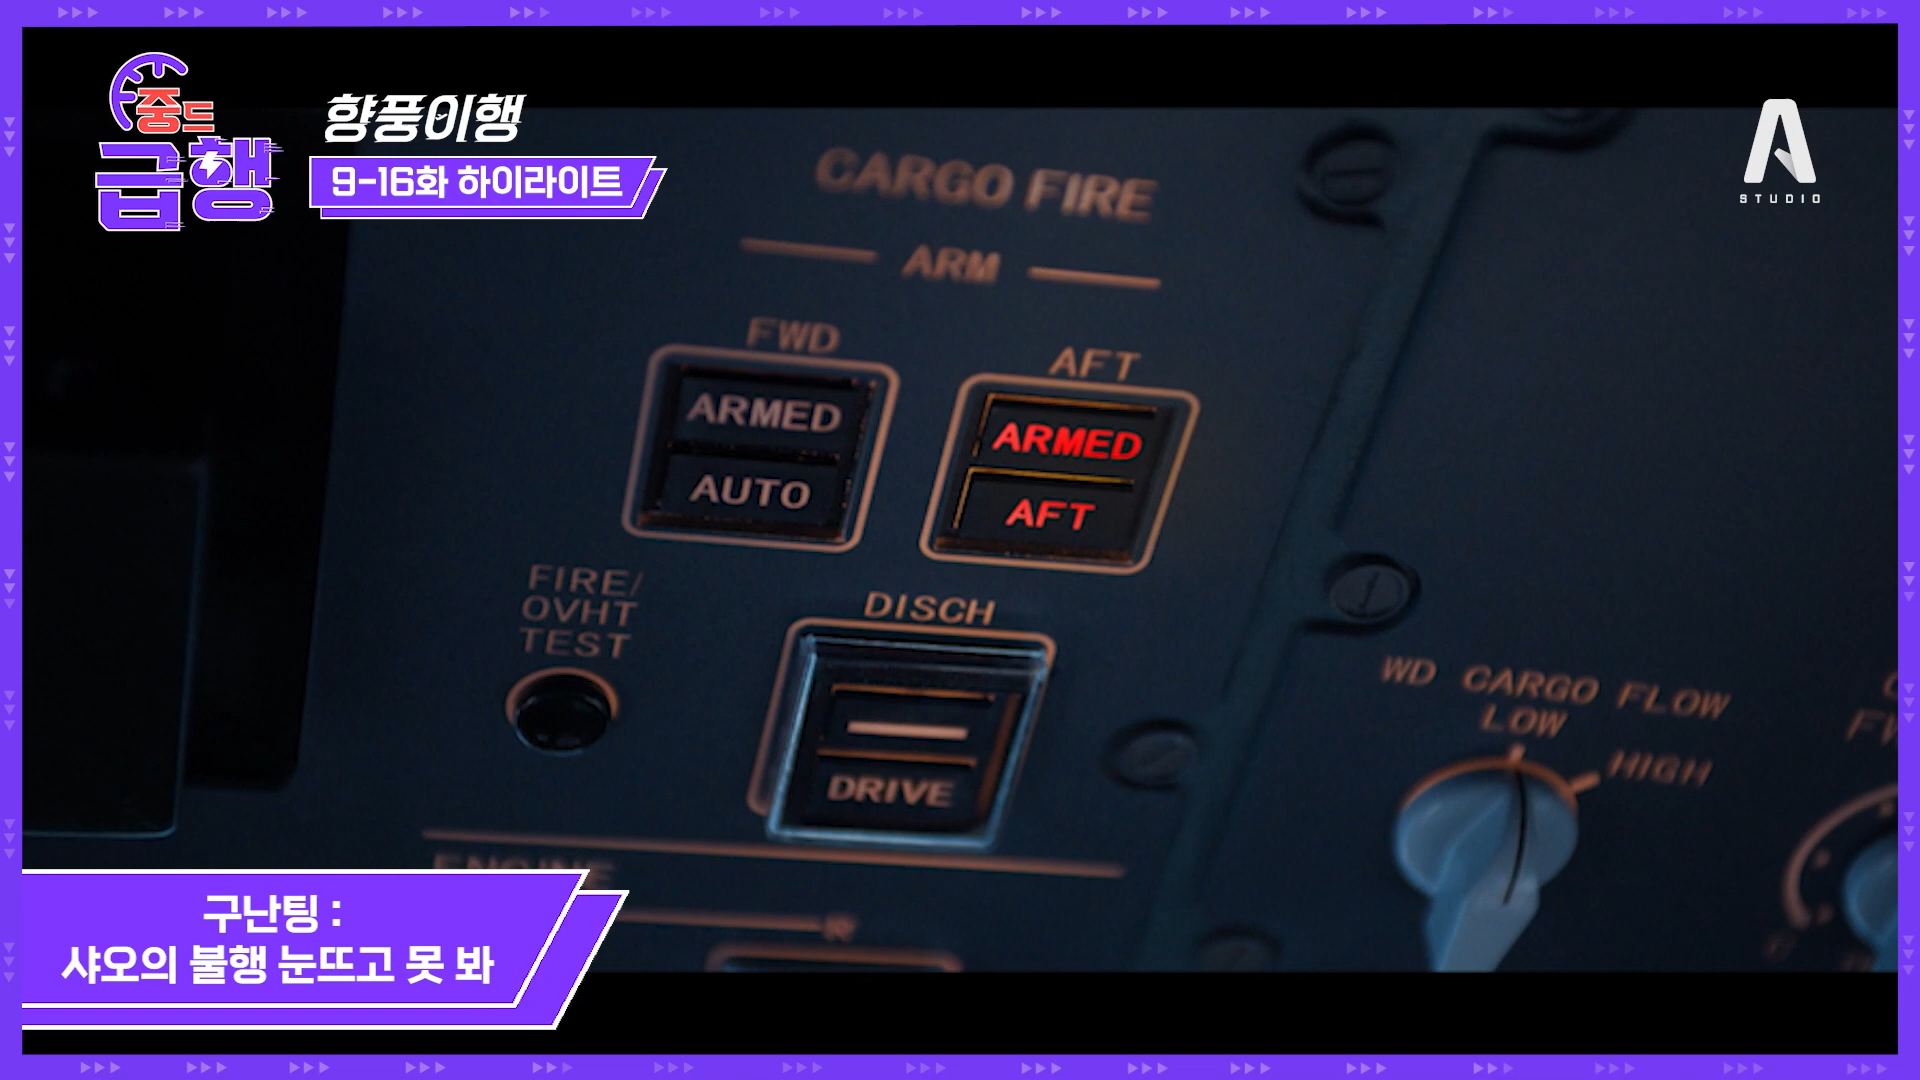 중드
급행
향풍이행
9-16화 하이라이트
STUDIO
CARGO FIRE
ARM
FWD
AFT
ARMED
AUTO
ARMED
AFT
FIRE/
OVHT
TEST
DISCH
DRIVE
WD CARGO FLOW
LOW
HIGH
ENGINE
구난팅 :
샤오의 불행 눈뜨고 못 봐